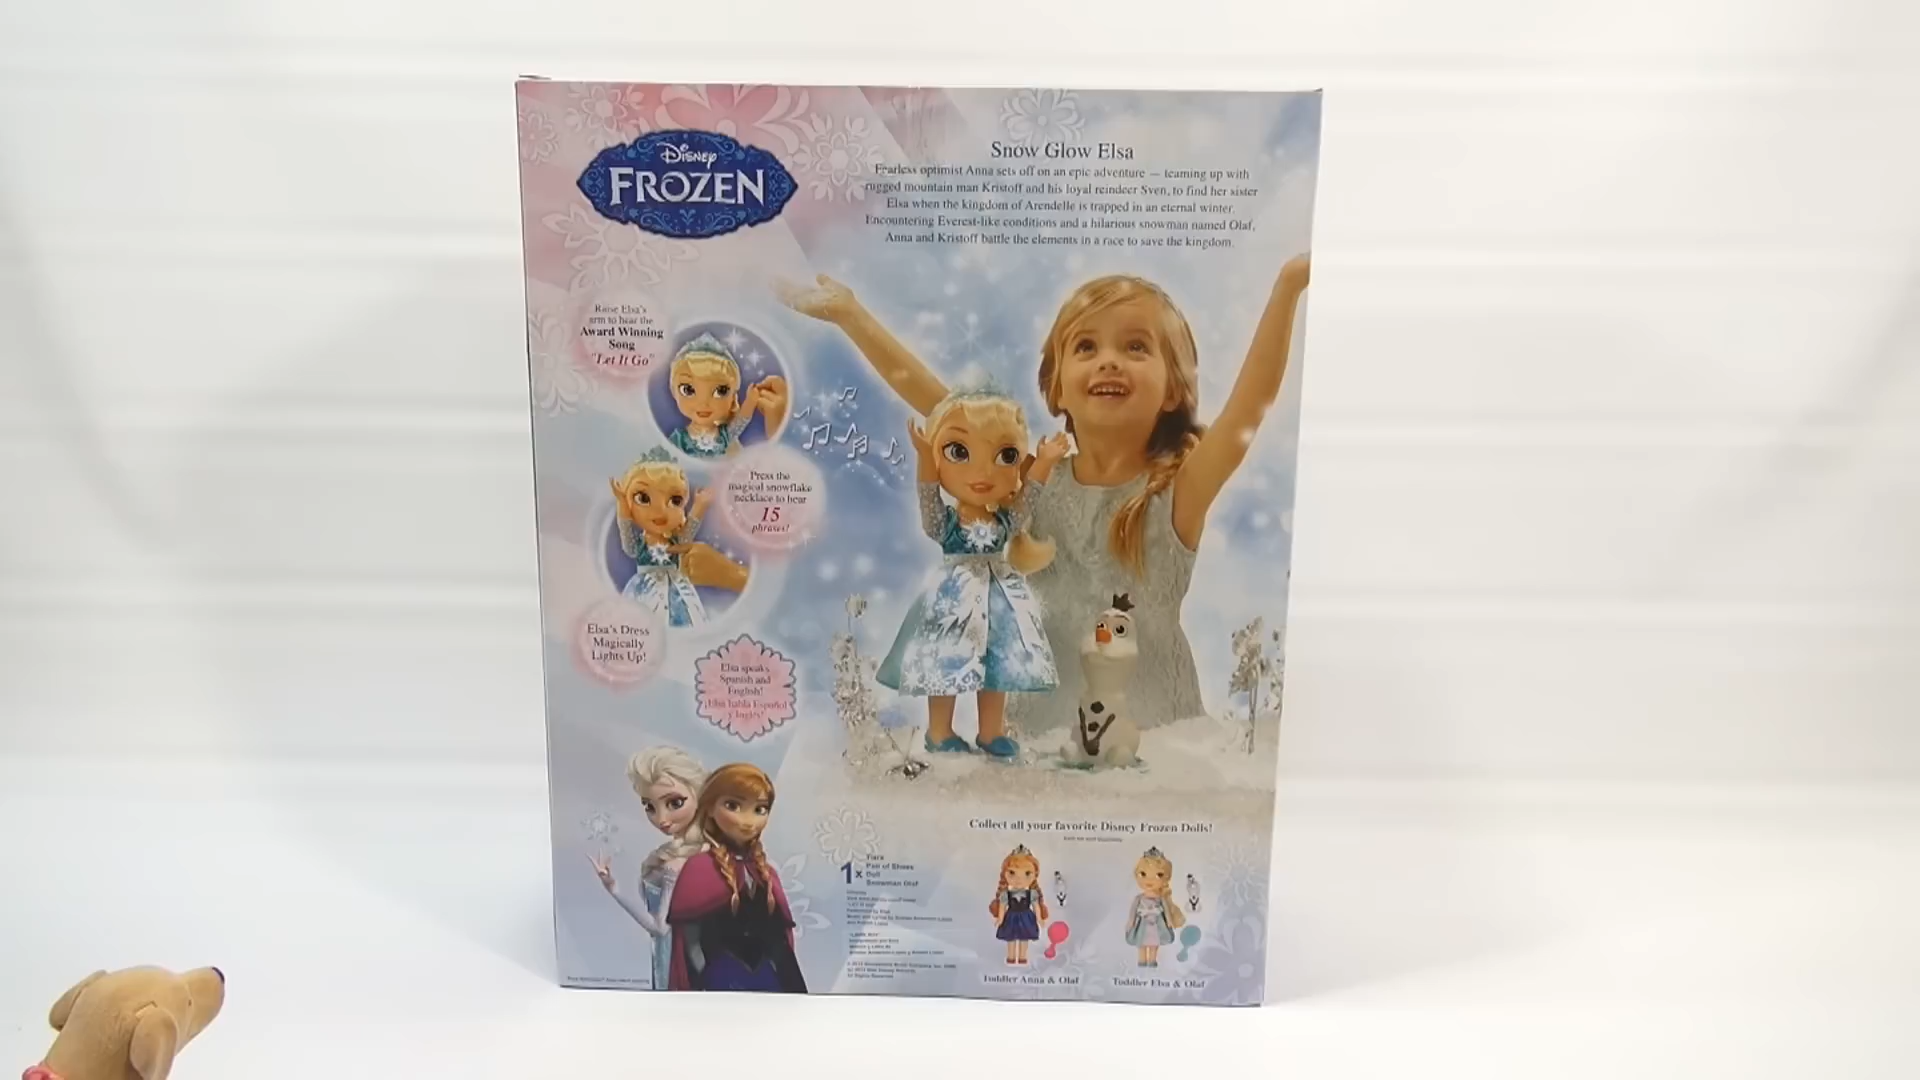 Disney
FROZEN
Snow Glow Elsa
Fearless optimist Anna sets off on an epic adventure — teaming up with
rugged mountain man Kristoff and his loyal reindeer Sven, to find her sister
Elsa when the kingdom of Arendelle is trapped in an eternal winter.
Encountering Everest-like conditions and a hilarious snowman named Olaf,
Anna and Kristoff battle the elements in a race to save the kingdom.
Raise Elsa's
arm to hear the
Award Winning
Song
"Let It Go"
Press the
magical snowflake
necklace to hear
15
phrases!
Elsa's Dress
Magically
Lights Up!
Elsa speaks
Spanish and
English!
¡Elsa habla Español
y Inglés!
Collect all your favorite Disney Frozen Dolls!
1x
Tiara
Pair of Shoes
Doll
Snowman Olaf
Toddler Anna & Olaf
Toddler Elsa & Olaf